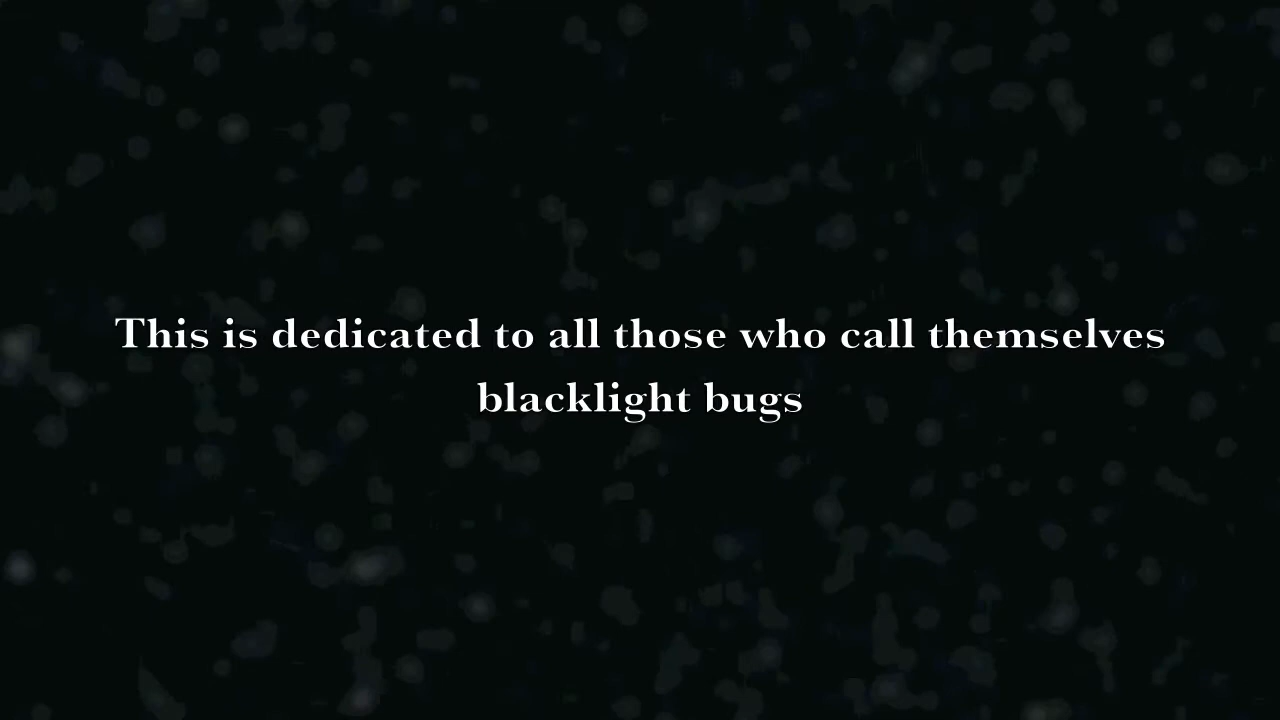 This is dedicated to all those who call themselves
blacklight bugs